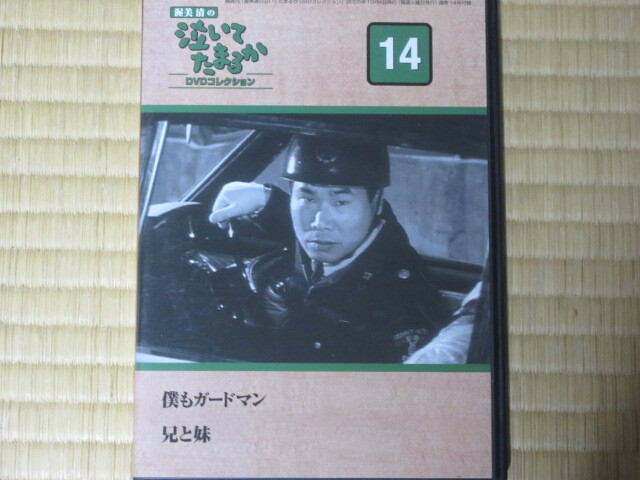 渥美清の
泣いて
たまるか
DVDコレクション
14
僕もガードマン
兄と妹